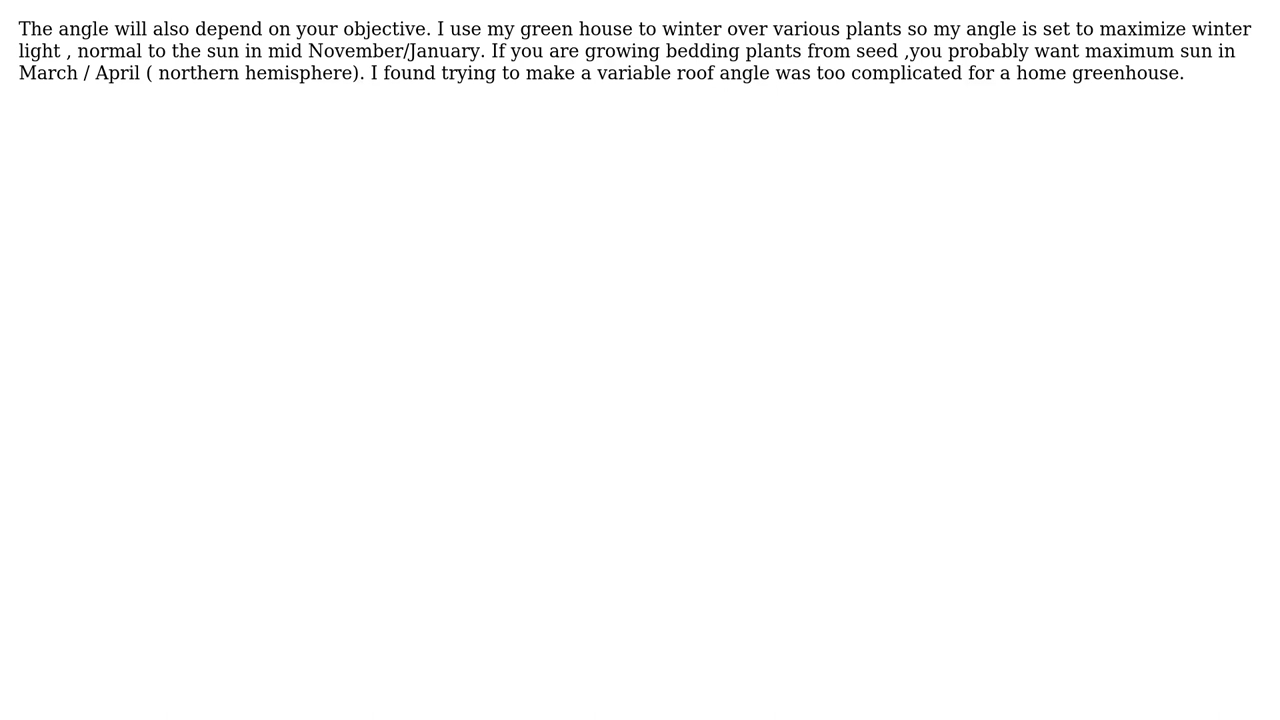 The angle will also depend on your objective. I use my green house to winter over various plants so my angle is set to maximize winter
light , normal to the sun in mid November/January. If you are growing bedding plants from seed ,you probably want maximum sun in
March / April ( northern hemisphere). I found trying to make a variable roof angle was too complicated for a home greenhouse.